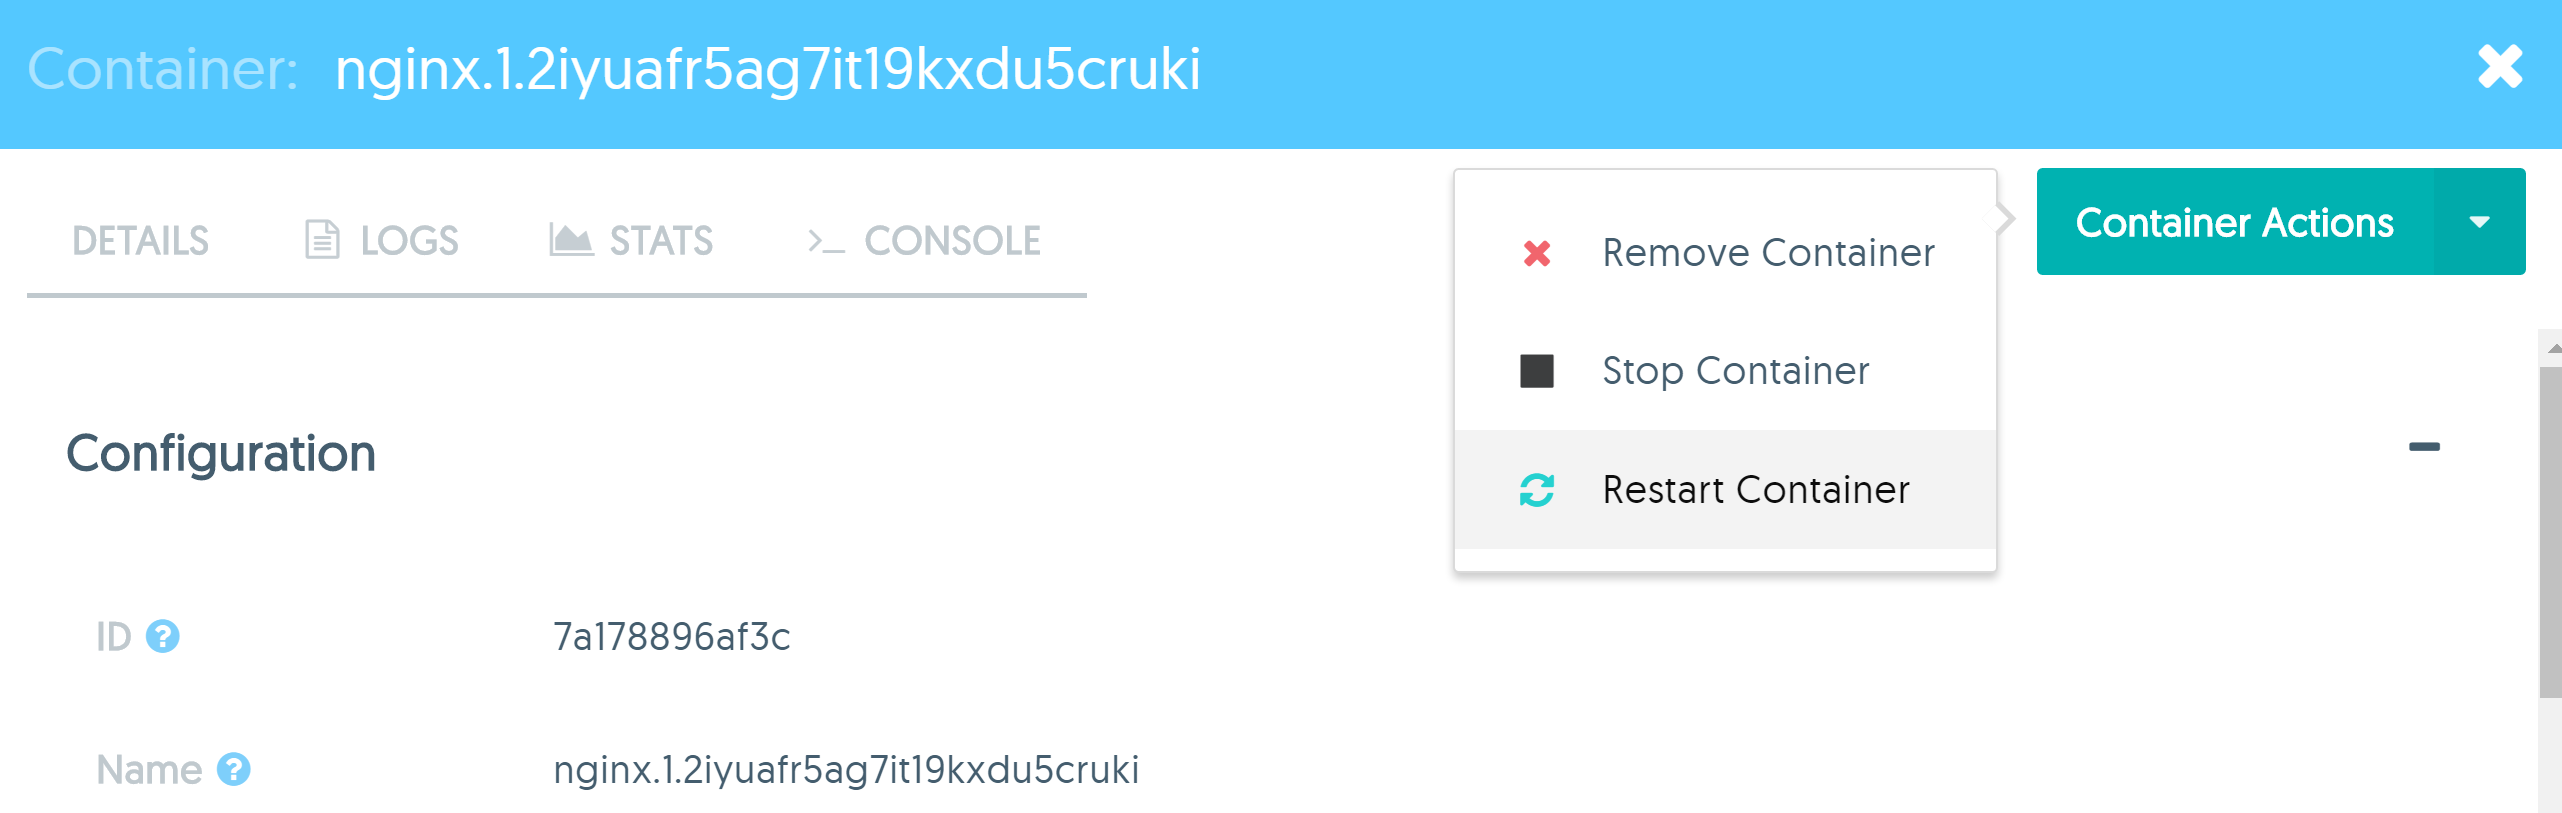 Container: nginx.1.2iyuafr5ag7it19kxdu5cruki
DETAILS LOGS STATS CONSOLE
Container Actions
Remove Container
Stop Container
Restart Container
Configuration
ID ? 7a178896af3c
Name ? nginx.1.2iyuafr5ag7it19kxdu5cruki